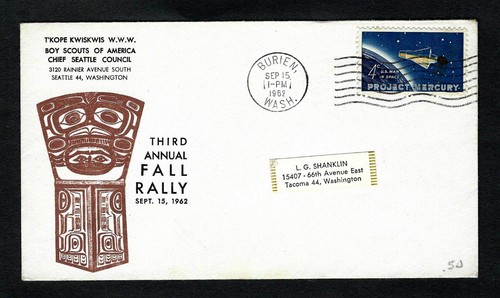 T'KOPE KWISKWIS W.W.W.
BOY SCOUTS OF AMERICA
CHIEF SEATTLE COUNCIL
3120 RAINIER AVENUE SOUTH
SEATTLE 44, WASHINGTON
BURIEN,
SEP 15,
1-PM
1962
WASH.
4¢ U.S. MAN
IN SPACE
PROJECT MERCURY
THIRD
ANNUAL
FALL
RALLY
SEPT. 15, 1962
L. G. SHANKLIN
15407 - 66th Avenue East
Tacoma 44, Washington
.50